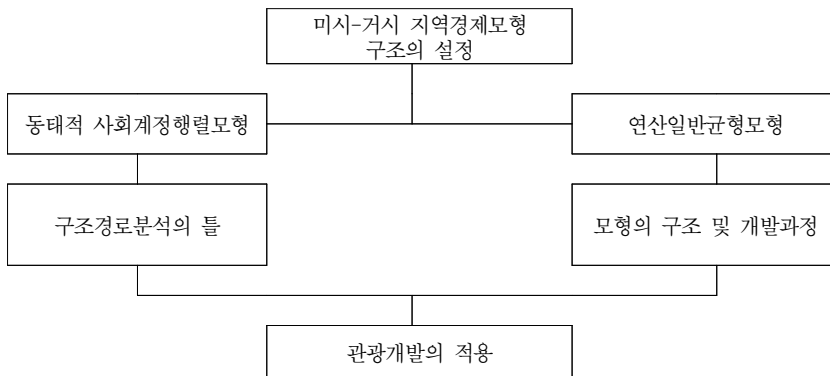 미시-거시 지역경제모형
구조의 설정
동태적 사회계정행렬모형
연산일반균형모형
구조경로분석의 틀
모형의 구조 및 개발과정
관광개발의 적용